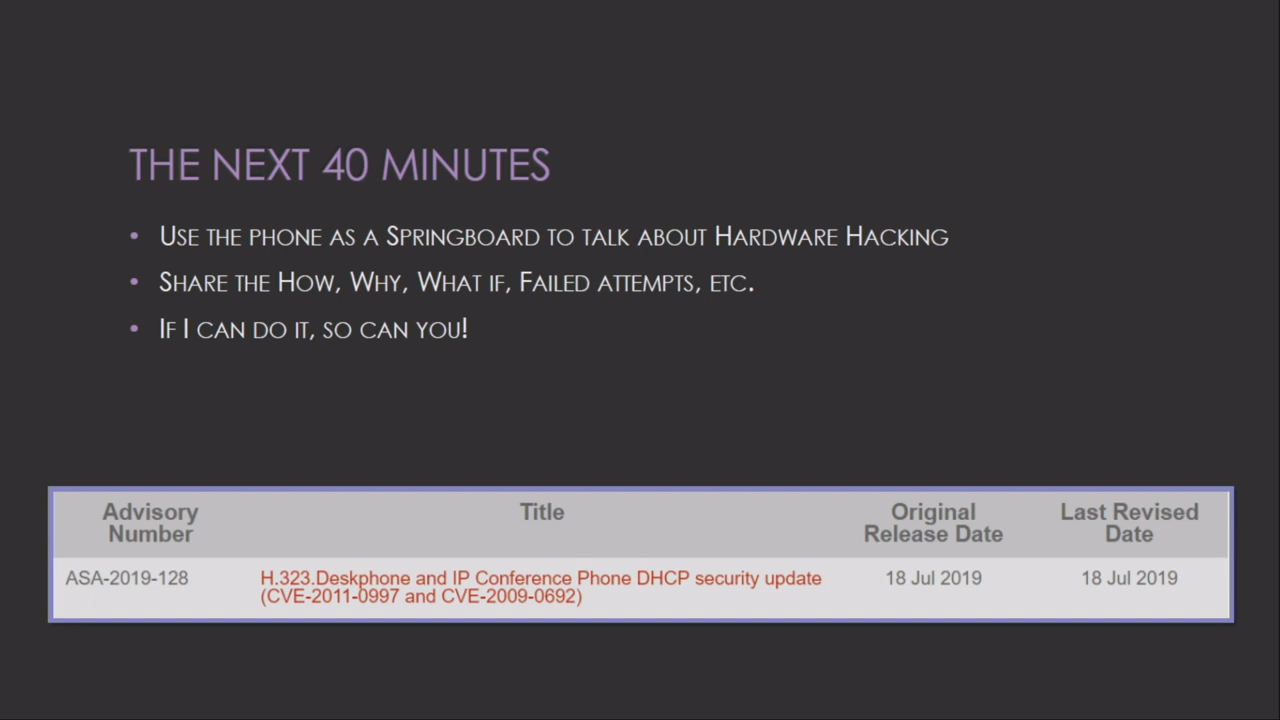 THE NEXT 40 MINUTES
• USE THE PHONE AS A SPRINGBOARD TO TALK ABOUT HARDWARE HACKING
• SHARE THE HOW, WHY, WHAT IF, FAILED ATTEMPTS, ETC.
• IF I CAN DO IT, SO CAN YOU!
Advisory Number Title Original Release Date Last Revised Date
ASA-2019-128 H.323.Deskphone and IP Conference Phone DHCP security update 18 Jul 2019 18 Jul 2019
(CVE-2011-0997 and CVE-2009-0692)